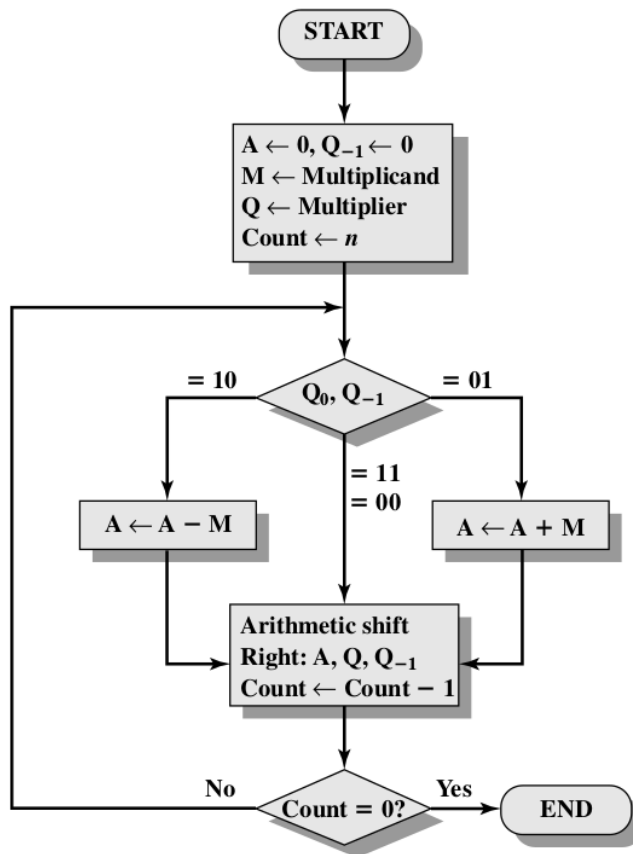 START
A ← 0, Q₋₁ ← 0
M ← Multiplicand
Q ← Multiplier
Count ← n
= 10
Q₀, Q₋₁
= 01
= 11
= 00
A ← A − M
A ← A + M
Arithmetic shift
Right: A, Q, Q₋₁
Count ← Count − 1
No
Count = 0?
Yes
END